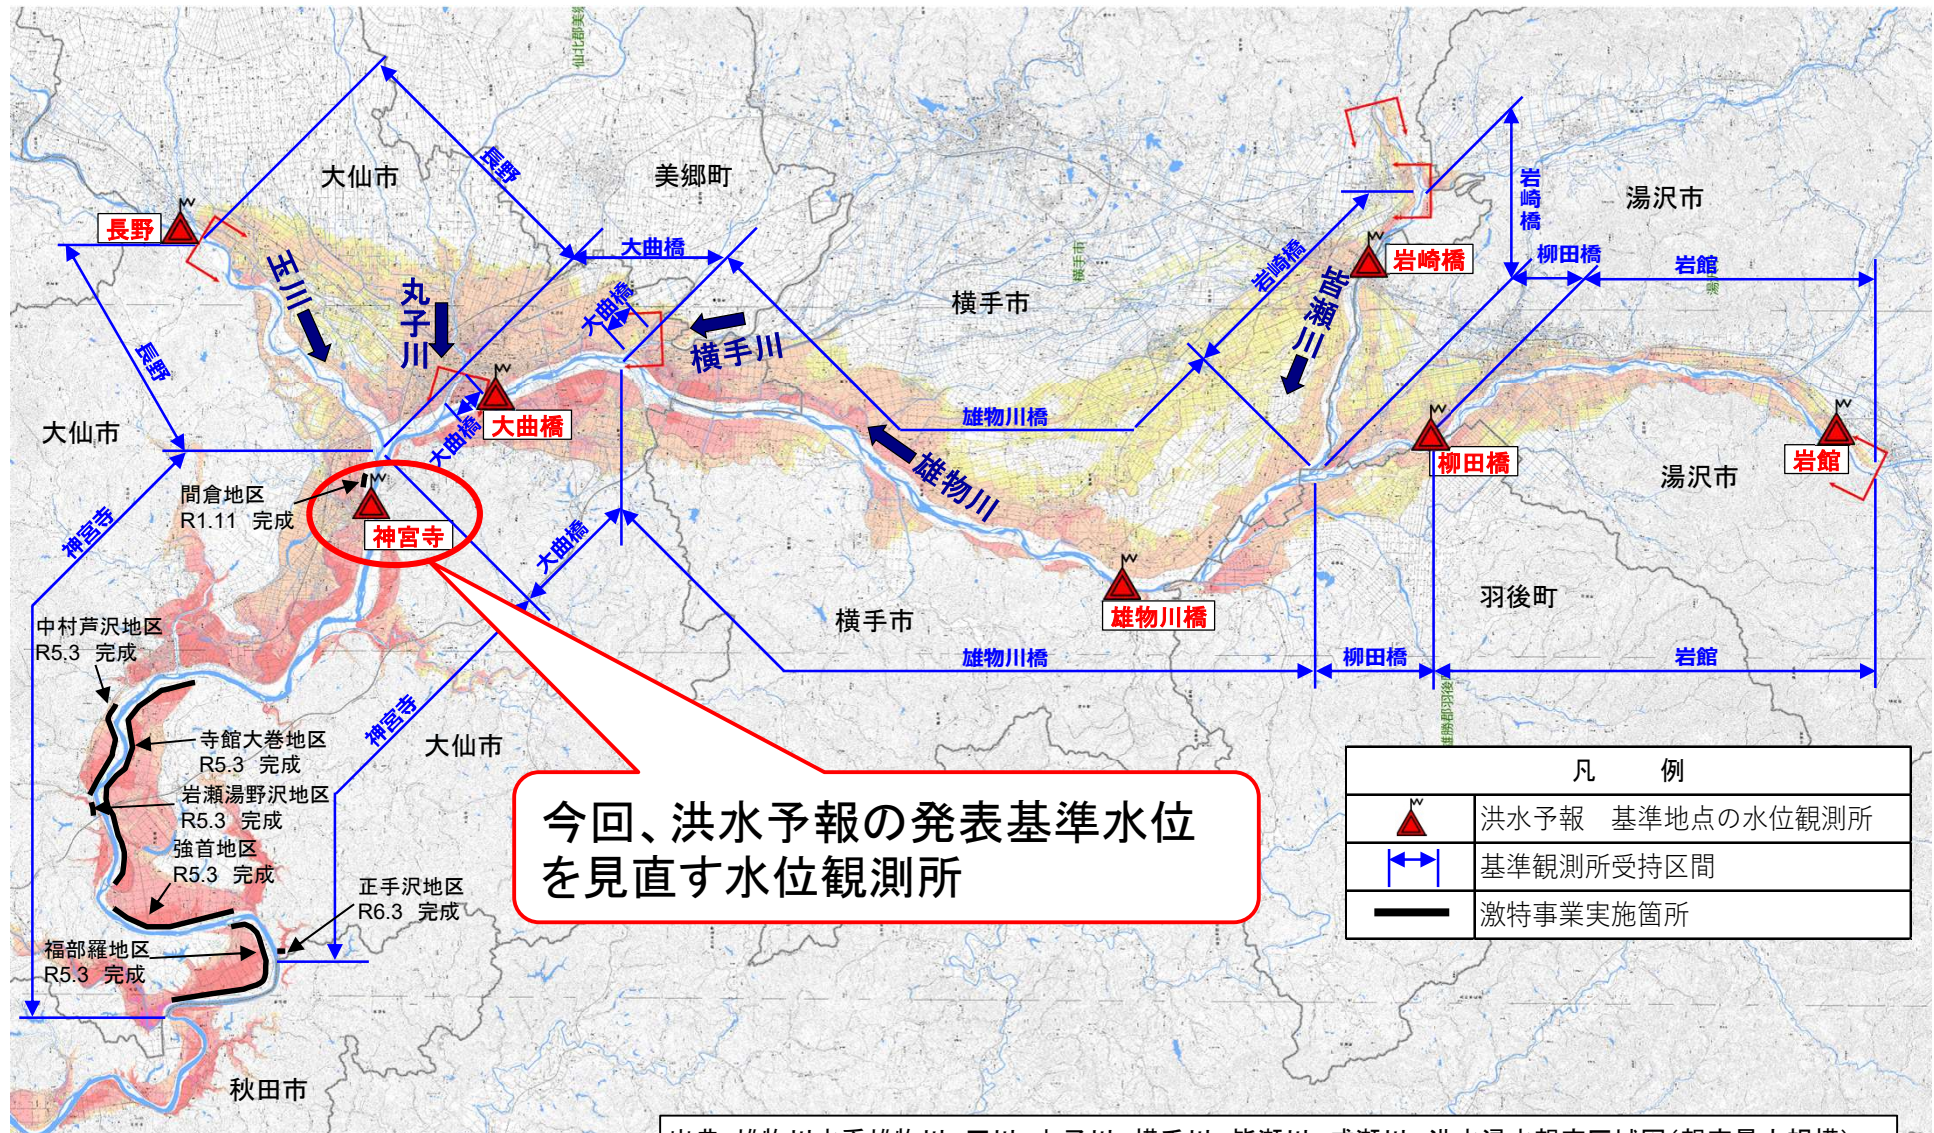 仙北郡美
大仙市
美郷町
長野
長野
大曲橋
岩崎橋
湯沢市
大曲橋
玉川
丸子川
横手川
横手市
横手市
岩崎橋
岩崎橋
柳田橋
岩館
皆瀬川
長野
大仙市
大曲橋
大曲橋
雄物川橋
雄物川
柳田橋
岩館
湯沢市
間倉地区
R1.11 完成
神宮寺
神宮寺
大曲橋
雄物川橋
横手市
羽後町
中村芦沢地区
R5.3 完成
雄物川橋
柳田橋
岩館
雄勝郡羽後
神宮寺
大仙市
寺館大巻地区
R5.3 完成
岩瀬湯野沢地区
R5.3 完成
強首地区
R5.3 完成
正手沢地区
R6.3 完成
福部羅地区
R5.3 完成
秋田市
今回、洪水予報の発表基準水位
を見直す水位観測所
凡 例
洪水予報 基準地点の水位観測所
基準観測所受持区間
激特事業実施箇所